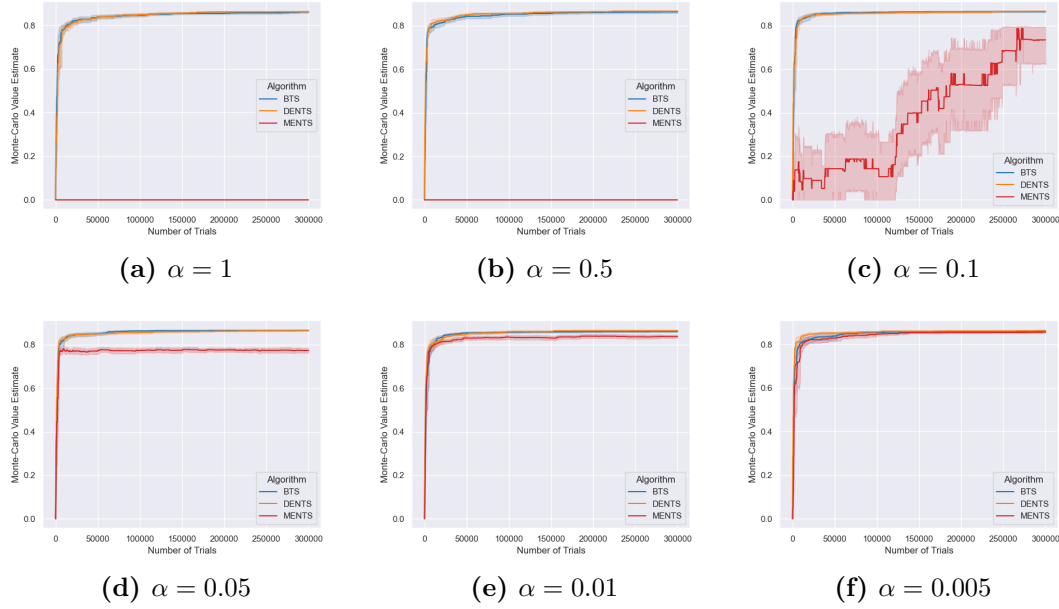 Monte-Carlo Value Estimate
0.8
0.6
0.4
0.2
0.0
Algorithm
BTS
DENTS
MENTS
0 50000 100000 150000 200000 250000 300000
Number of Trials
(a) α = 1
Monte-Carlo Value Estimate
0.8
0.6
0.4
0.2
0.0
Algorithm
BTS
DENTS
MENTS
0 50000 100000 150000 200000 250000 300000
Number of Trials
(b) α = 0.5
Monte-Carlo Value Estimate
0.8
0.6
0.4
0.2
0.0
Algorithm
BTS
DENTS
MENTS
0 50000 100000 150000 200000 250000 300000
Number of Trials
(c) α = 0.1
Monte-Carlo Value Estimate
0.8
0.6
0.4
0.2
0.0
Algorithm
BTS
DENTS
MENTS
0 50000 100000 150000 200000 250000 300000
Number of Trials
(d) α = 0.05
Monte-Carlo Value Estimate
0.8
0.6
0.4
0.2
0.0
Algorithm
BTS
DENTS
MENTS
0 50000 100000 150000 200000 250000 300000
Number of Trials
(e) α = 0.01
Monte-Carlo Value Estimate
0.8
0.6
0.4
0.2
0.0
Algorithm
BTS
DENTS
MENTS
0 50000 100000 150000 200000 250000 300000
Number of Trials
(f) α = 0.005